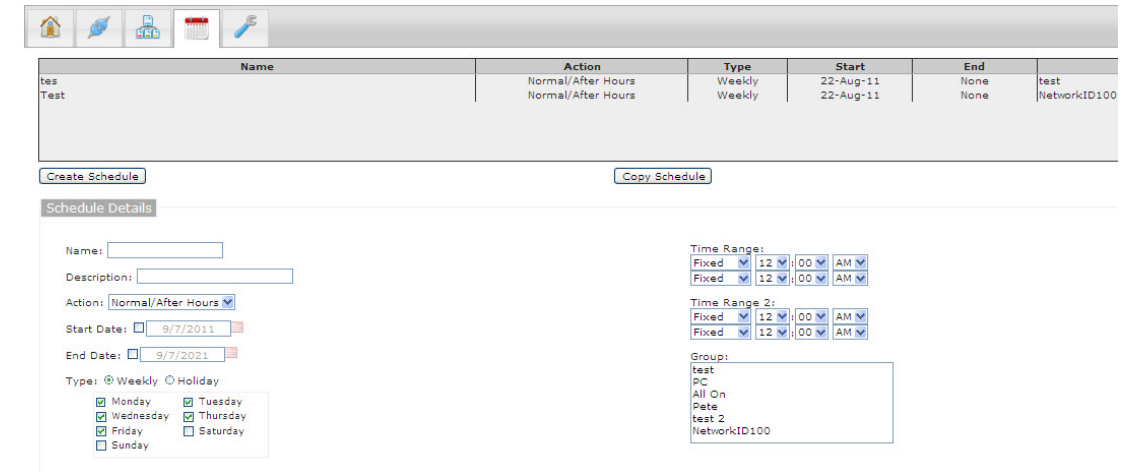 Name Action Type Start End
tes Normal/After Hours Weekly 22-Aug-11 None test
Test Normal/After Hours Weekly 22-Aug-11 None NetworkID100
Create Schedule Copy Schedule
Schedule Details
Name:
Description:
Action: Normal/After Hours
Start Date: 9/7/2011
End Date: 9/7/2021
Type: Weekly Holiday
Monday Tuesday
Wednesday Thursday
Friday Saturday
Sunday
Time Range:
Fixed 12 : 00 AM
Fixed 12 : 00 AM
Time Range 2:
Fixed 12 : 00 AM
Fixed 12 : 00 AM
Group:
test
PC
All On
Pete
test 2
NetworkID100